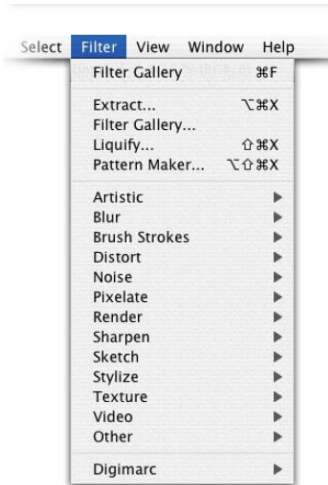 Select Filter View Window Help
Filter Gallery ⌘F
Extract... ⌥⌘X
Filter Gallery...
Liquify... ⇧⌘X
Pattern Maker... ⌥⇧⌘X
Artistic ▶
Blur ▶
Brush Strokes ▶
Distort ▶
Noise ▶
Pixelate ▶
Render ▶
Sharpen ▶
Sketch ▶
Stylize ▶
Texture ▶
Video ▶
Other ▶
Digimarc ▶